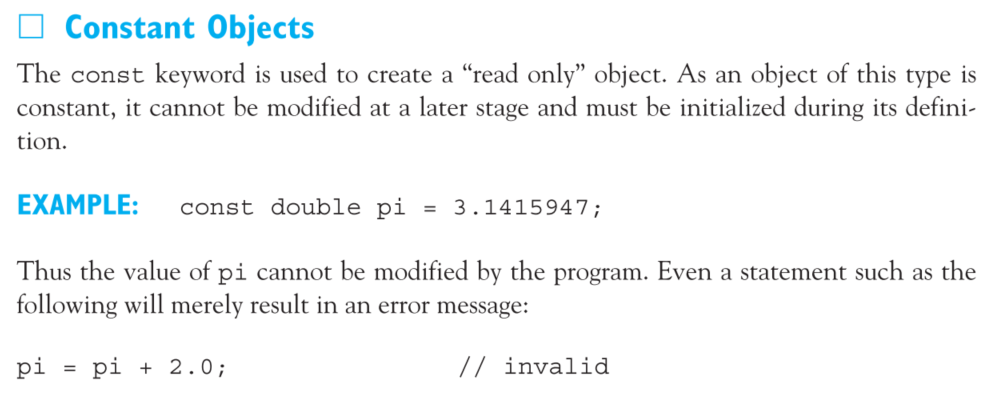 Constant Objects
The const keyword is used to create a “read only” object. As an object of this type is
constant, it cannot be modified at a later stage and must be initialized during its defini-
tion.
EXAMPLE: const double pi = 3.1415947;
Thus the value of pi cannot be modified by the program. Even a statement such as the
following will merely result in an error message:
pi = pi + 2.0; // invalid